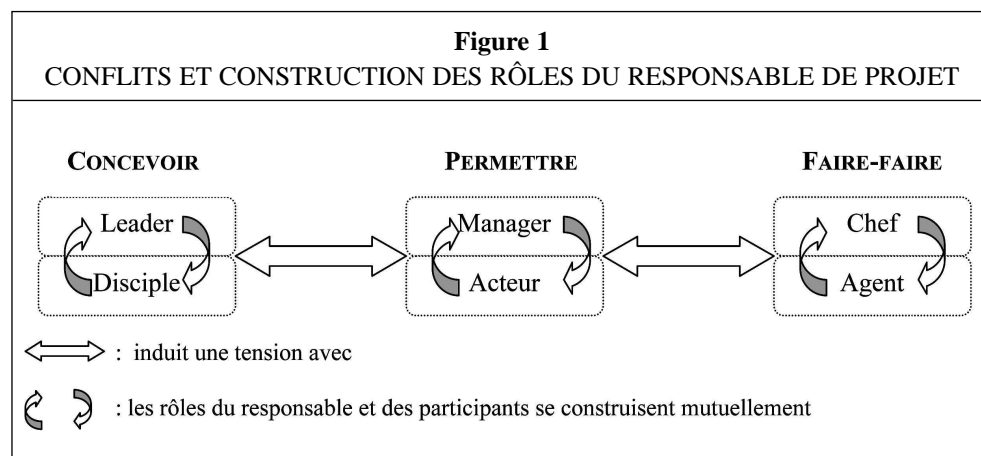 Figure 1
CONFLITS ET CONSTRUCTION DES RÔLES DU RESPONSABLE DE PROJET
CONCEVOIR PERMETTRE FAIRE-FAIRE
Leader Manager Chef
Disciple Acteur Agent
: induit une tension avec
: les rôles du responsable et des participants se construisent mutuellement